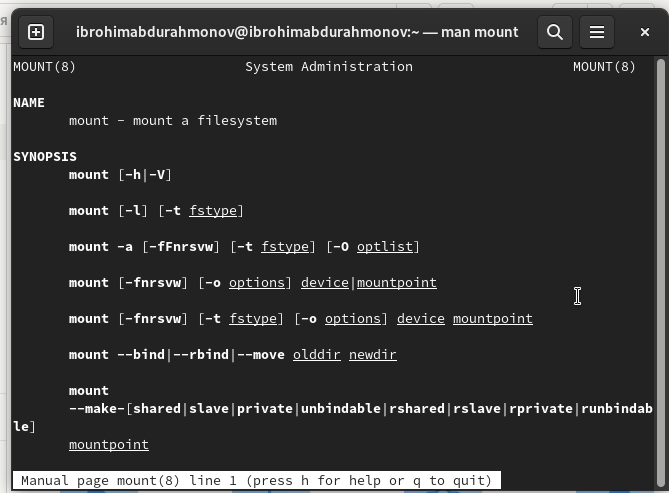 ibrohimabdurahmonov@ibrohimabdurahmonov:~ — man mount
MOUNT(8) System Administration MOUNT(8)
NAME
mount - mount a filesystem
SYNOPSIS
mount [-h|-V]
mount [-l] [-t fstype]
mount -a [-fFnrsvw] [-t fstype] [-O optlist]
mount [-fnrsvw] [-o options] device|mountpoint
mount [-fnrsvw] [-t fstype] [-o options] device mountpoint
mount --bind|--rbind|--move olddir newdir
mount
--make-[shared|slave|private|unbindable|rshared|rslave|rprivate|runbindab
le]
mountpoint
Manual page mount(8) line 1 (press h for help or q to quit)